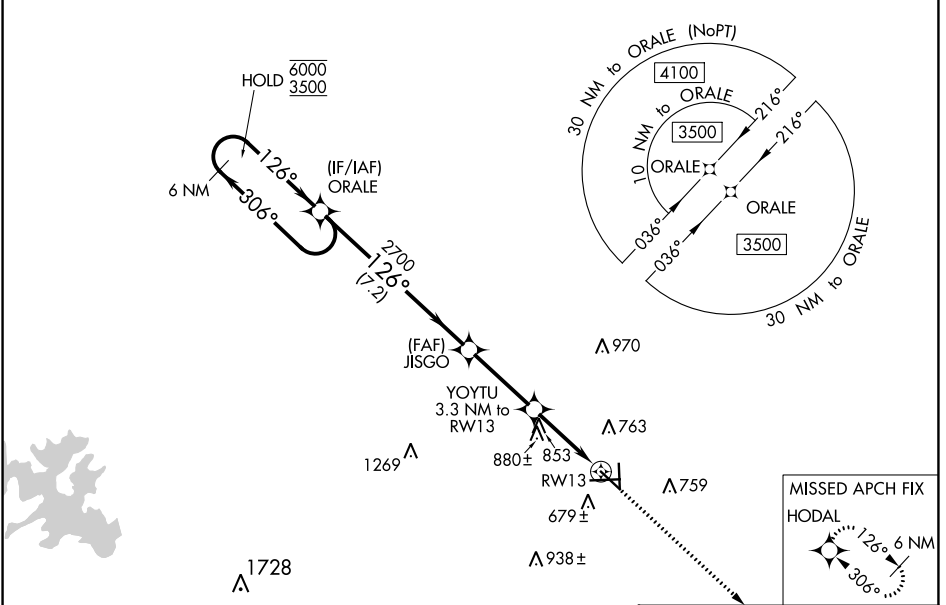 HOLD 6000
3500
126°
306°
6 NM
(IF/IAF)
ORALE
2700
126°
(7.2)
(FAF)
JISGO
YOYTU
3.3 NM to
RW13
880± 853
RW13
1269
1728
970
763
759
679±
938±
30 NM to ORALE (NoPT)
4100
10 NM to ORALE
3500
216°
216°
ORALE
036°
036°
ORALE
3500
30 NM to ORALE
MISSED APCH FIX
HODAL
126°
6 NM
306°